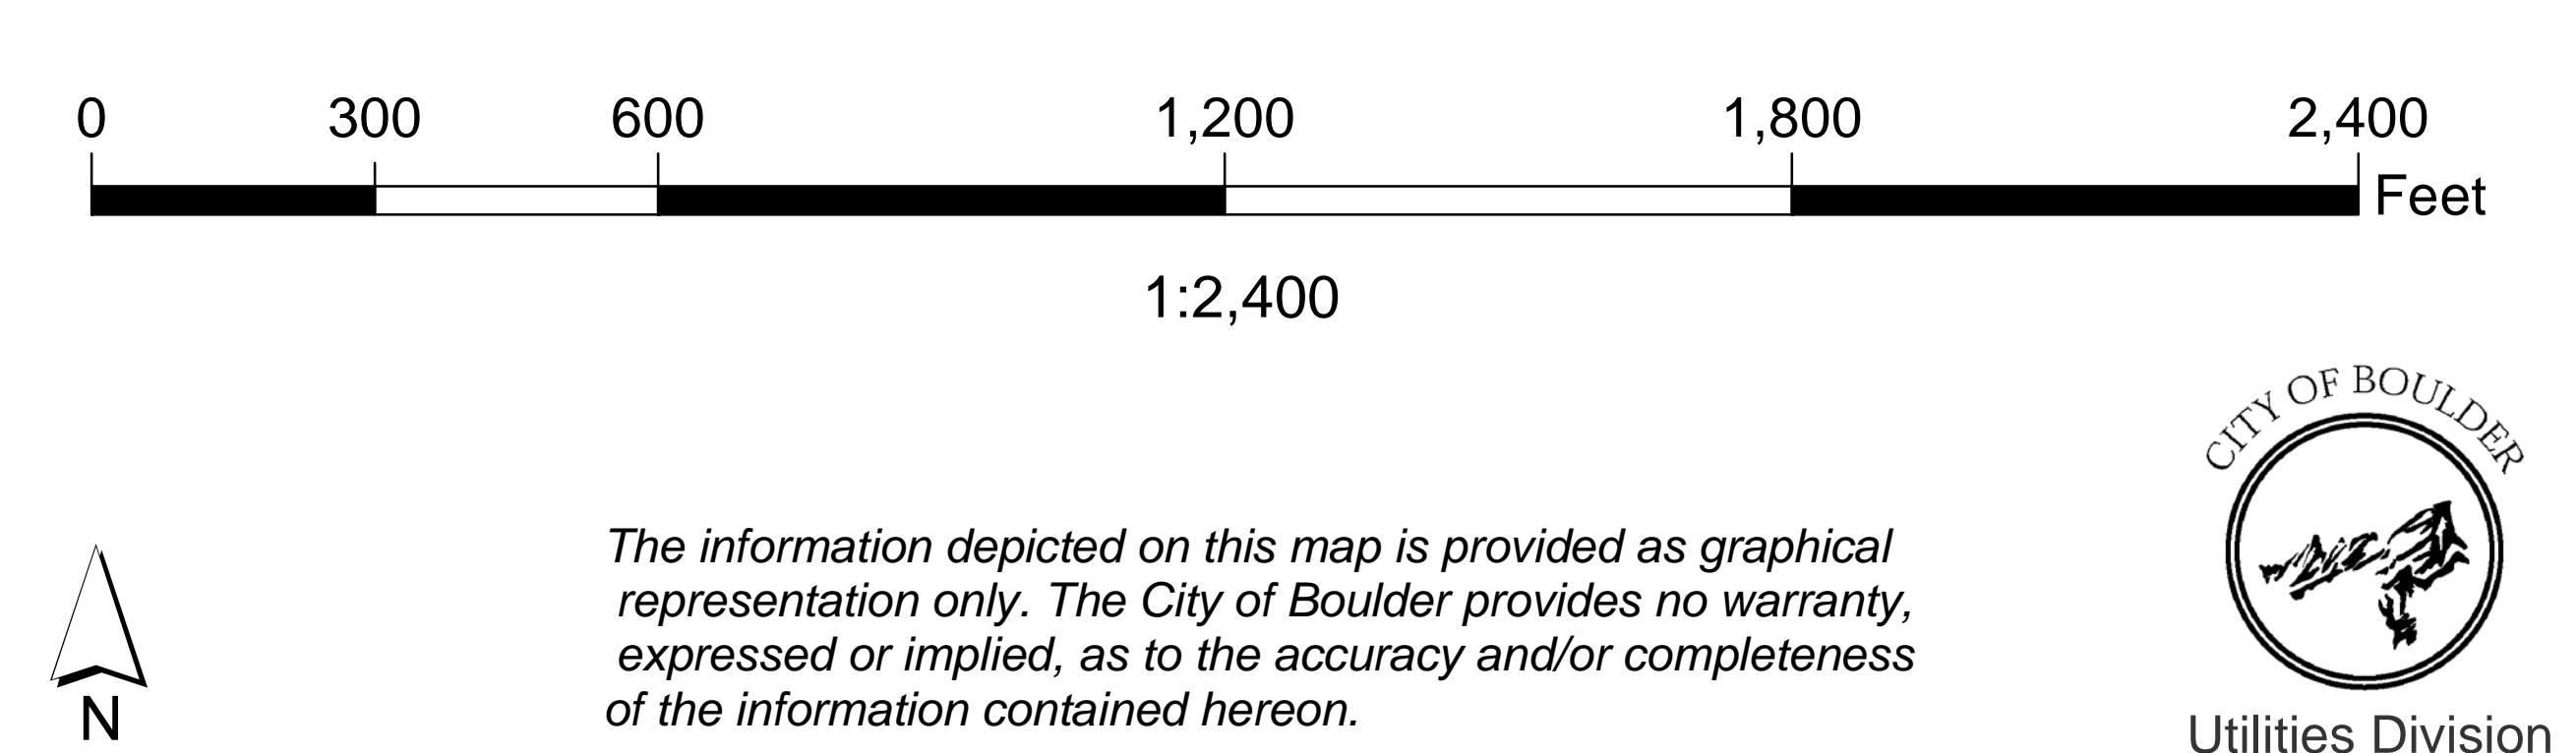 0 300 600 1,200 1,800 2,400
Feet
1:2,400
CITY OF BOULDER
The information depicted on this map is provided as graphical
representation only. The City of Boulder provides no warranty,
expressed or implied, as to the accuracy and/or completeness
of the information contained hereon.
N
Utilities Division